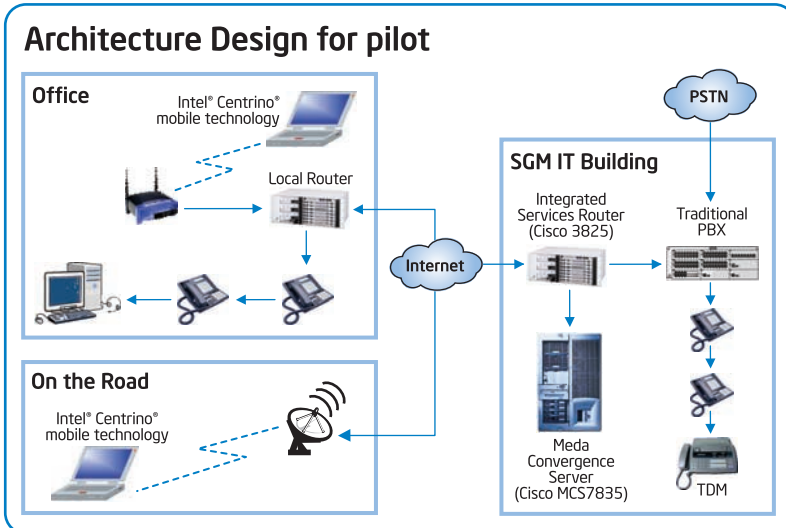 Architecture Design for pilot
Office
Intel® Centrino®
mobile technology
Local Router
On the Road
Intel® Centrino®
mobile technology
Internet
PSTN
SGM IT Building
Integrated
Services Router
(Cisco 3825)
Traditional
PBX
Meda
Convergence
Server
(Cisco MCS7835)
TDM